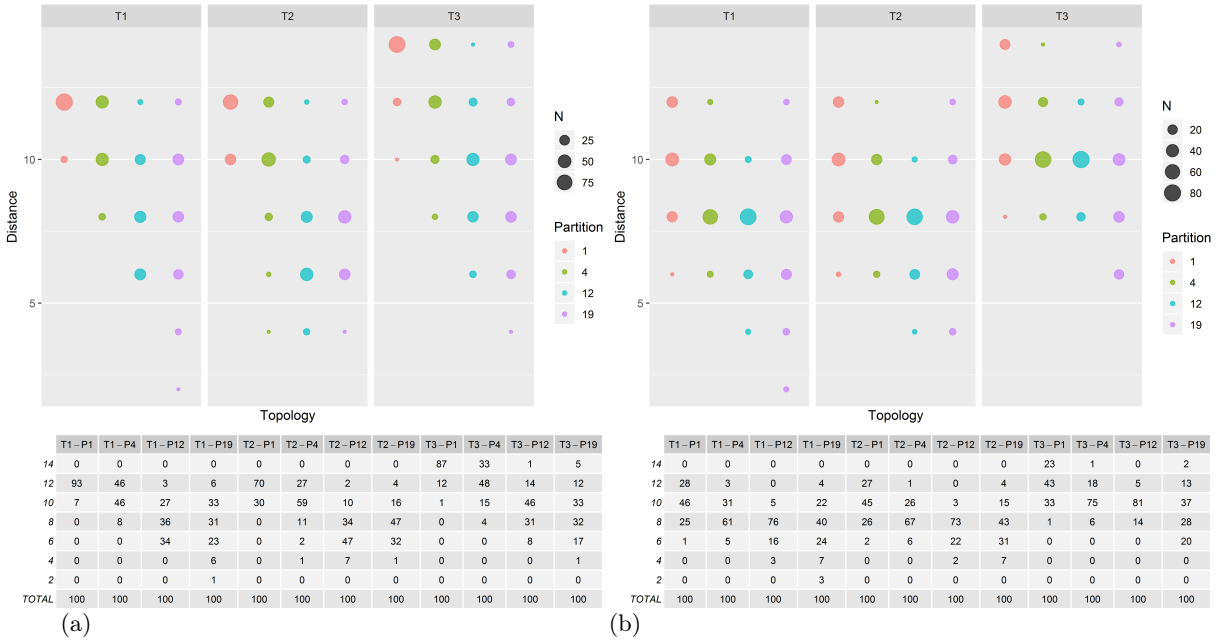 T1 T2 T3
Distance
10
5
Topology
N
25
50
75
Partition
1
4
12
19
T1−P1 T1−P4 T1−P12 T1−P19 T2−P1 T2−P4 T2−P12 T2−P19 T3−P1 T3−P4 T3−P12 T3−P19
14 0 0 0 0 0 0 0 0 87 33 1 5
12 93 46 3 6 70 27 2 4 12 48 14 12
10 7 46 27 33 30 59 10 16 1 15 46 33
8 0 8 36 31 0 11 34 47 0 4 31 32
6 0 0 34 23 0 2 47 32 0 0 8 17
4 0 0 0 6 0 1 7 1 0 0 0 1
2 0 0 0 1 0 0 0 0 0 0 0 0
TOTAL 100 100 100 100 100 100 100 100 100 100 100 100
(a)
T1 T2 T3
Distance
10
5
Topology
N
20
40
60
80
Partition
1
4
12
19
T1−P1 T1−P4 T1−P12 T1−P19 T2−P1 T2−P4 T2−P12 T2−P19 T3−P1 T3−P4 T3−P12 T3−P19
14 0 0 0 0 0 0 0 0 23 1 0 2
12 28 3 0 4 27 1 0 4 43 18 5 13
10 46 31 5 22 45 26 3 15 33 75 81 37
8 25 61 76 40 26 67 73 43 1 6 14 28
6 1 5 16 24 2 6 22 31 0 0 0 20
4 0 0 3 7 0 0 2 7 0 0 0 0
2 0 0 0 3 0 0 0 0 0 0 0 0
TOTAL 100 100 100 100 100 100 100 100 100 100 100 100
(b)